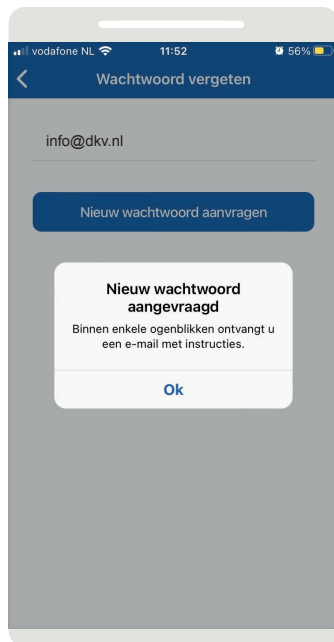 vodafone NL 11:52 56%
Wachtwoord vergeten
info@dkv.nl
Nieuw wachtwoord aanvragen
Nieuw wachtwoord
aangevraagd
Binnen enkele ogenblikken ontvangt u
een e-mail met instructies.
Ok